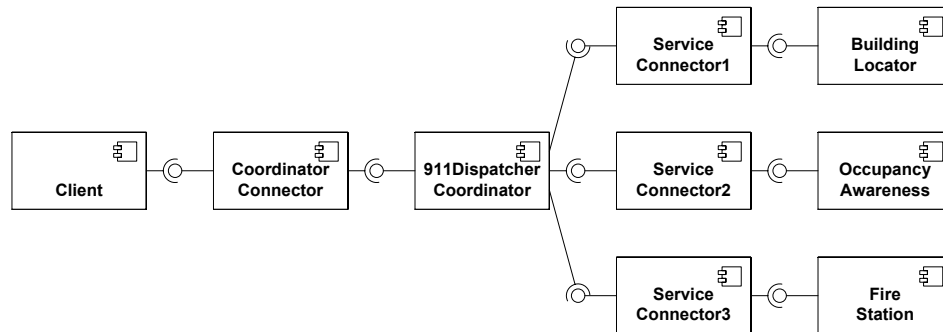 Service
Connector1
Building
Locator
Client
Coordinator
Connector
911Dispatcher
Coordinator
Service
Connector2
Occupancy
Awareness
Service
Connector3
Fire
Station